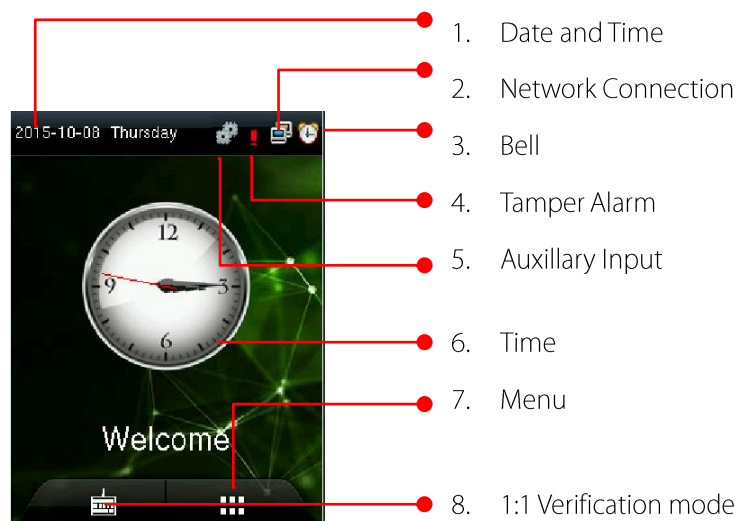 1. Date and Time
2. Network Connection
2015-10-08 Thursday
3. Bell
4. Tamper Alarm
5. Auxillary Input
12
9
3
6
6. Time
7. Menu
Welcome
8. 1:1 Verification mode